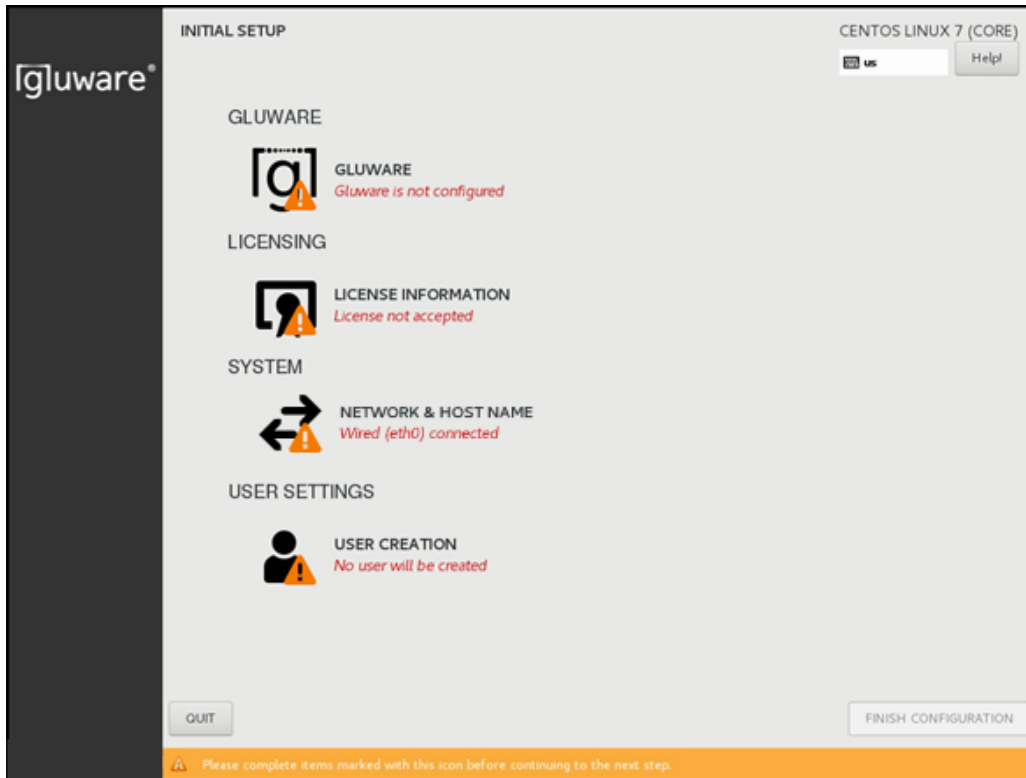 INITIAL SETUP
CENTOS LINUX 7 (CORE)
us
Help!
[g]luware®
GLUWARE
[g]
GLUWARE
Gluware is not configured
LICENSING
LICENSE INFORMATION
License not accepted
SYSTEM
NETWORK & HOST NAME
Wired (eth0) connected
USER SETTINGS
USER CREATION
No user will be created
QUIT
FINISH CONFIGURATION
Please complete items marked with this icon before continuing to the next step.